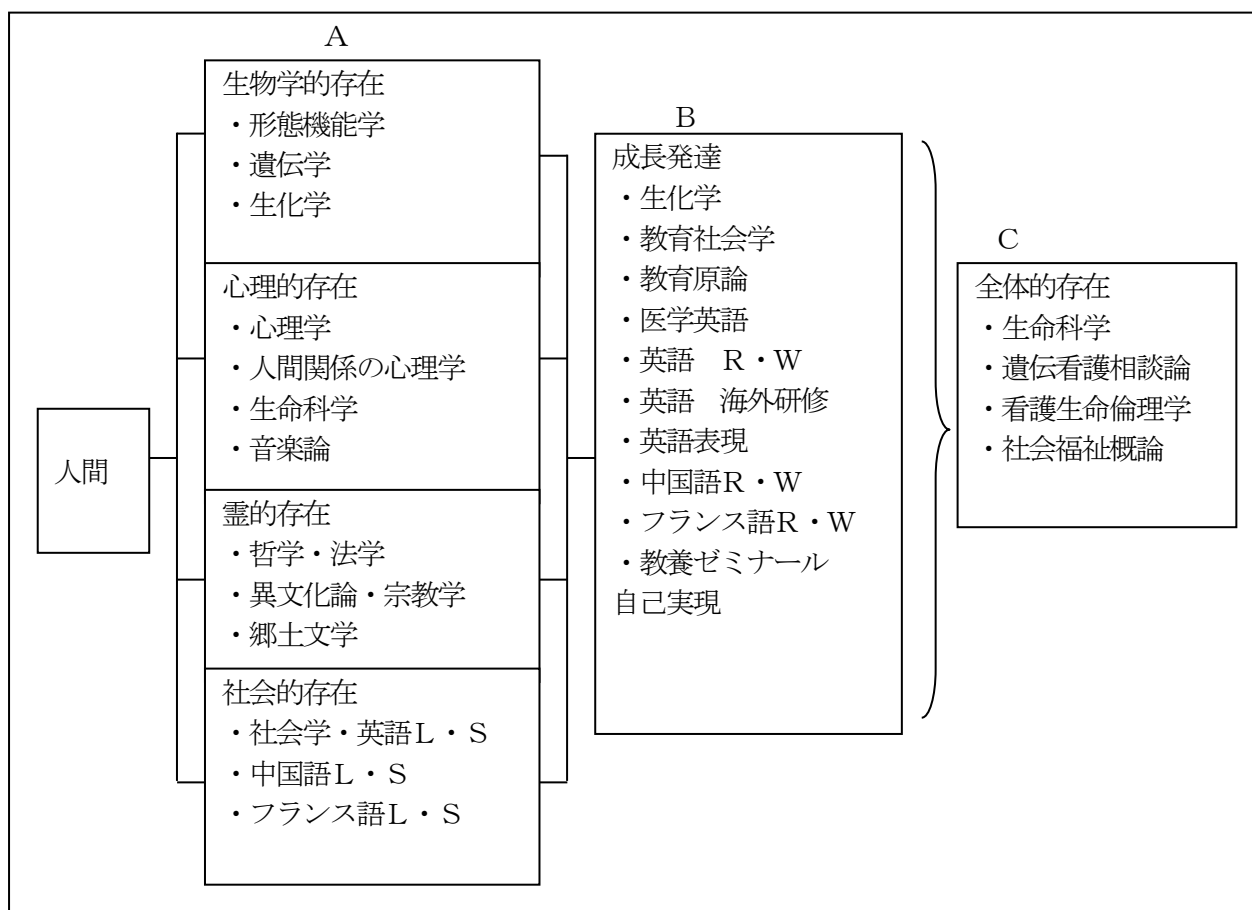 人間
A
生物学的存在
・形態機能学
・遺伝学
・生化学
心理的存在
・心理学
・人間関係の心理学
・生命科学
・音楽論
霊的存在
・哲学・法学
・異文化論・宗教学
・郷土文学
社会的存在
・社会学・英語L・S
・中国語L・S
・フランス語L・S
B
成長発達
・生化学
・教育社会学
・教育原論
・医学英語
・英語　R・W
・英語　海外研修
・英語表現
・中国語R・W
・フランス語R・W
・教養ゼミナール
自己実現
C
全体的存在
・生命科学
・遺伝看護相談論
・看護生命倫理学
・社会福祉概論